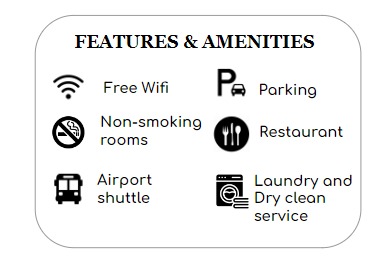 FEATURES & AMENITIES
Free Wifi
P
Parking
Non-smoking
rooms
Restaurant
Airport
shuttle
Laundry and
Dry clean
service